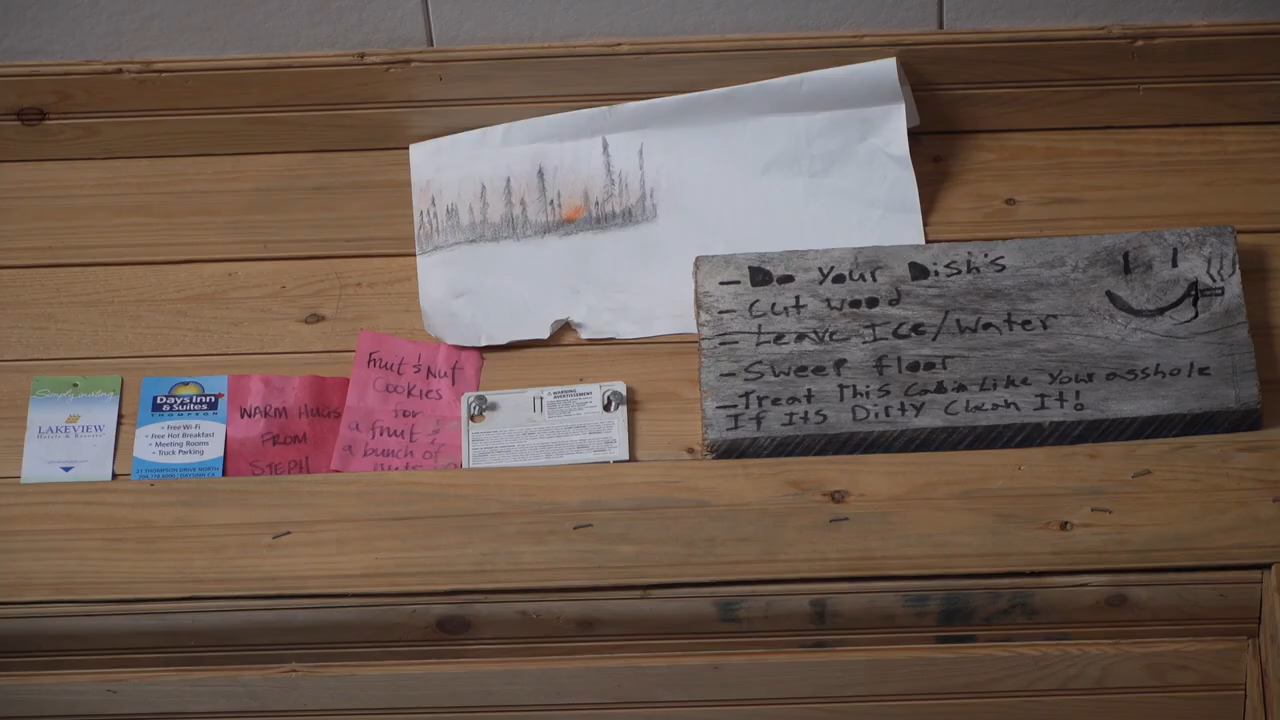 Simply inviting
LAKEVIEW
Hotels & Resorts
Days Inn
& Suites
THOMPSON
Free Wi-Fi
Free Hot Breakfast
Meeting Rooms
Truck Parking
21 THOMPSON DRIVE NORTH
WARM HUGS
FROM
STEPH
Fruit & Nut
COOKIES
for
a fruit &
a bunch of
WARNING
AVERTISSEMENT
- Do Your Dish's
- Cut wood
- Leave ICe/Water
- Sweep floor
- Treat This Cabin Like Your asshole
If Its Dirty Clean It!